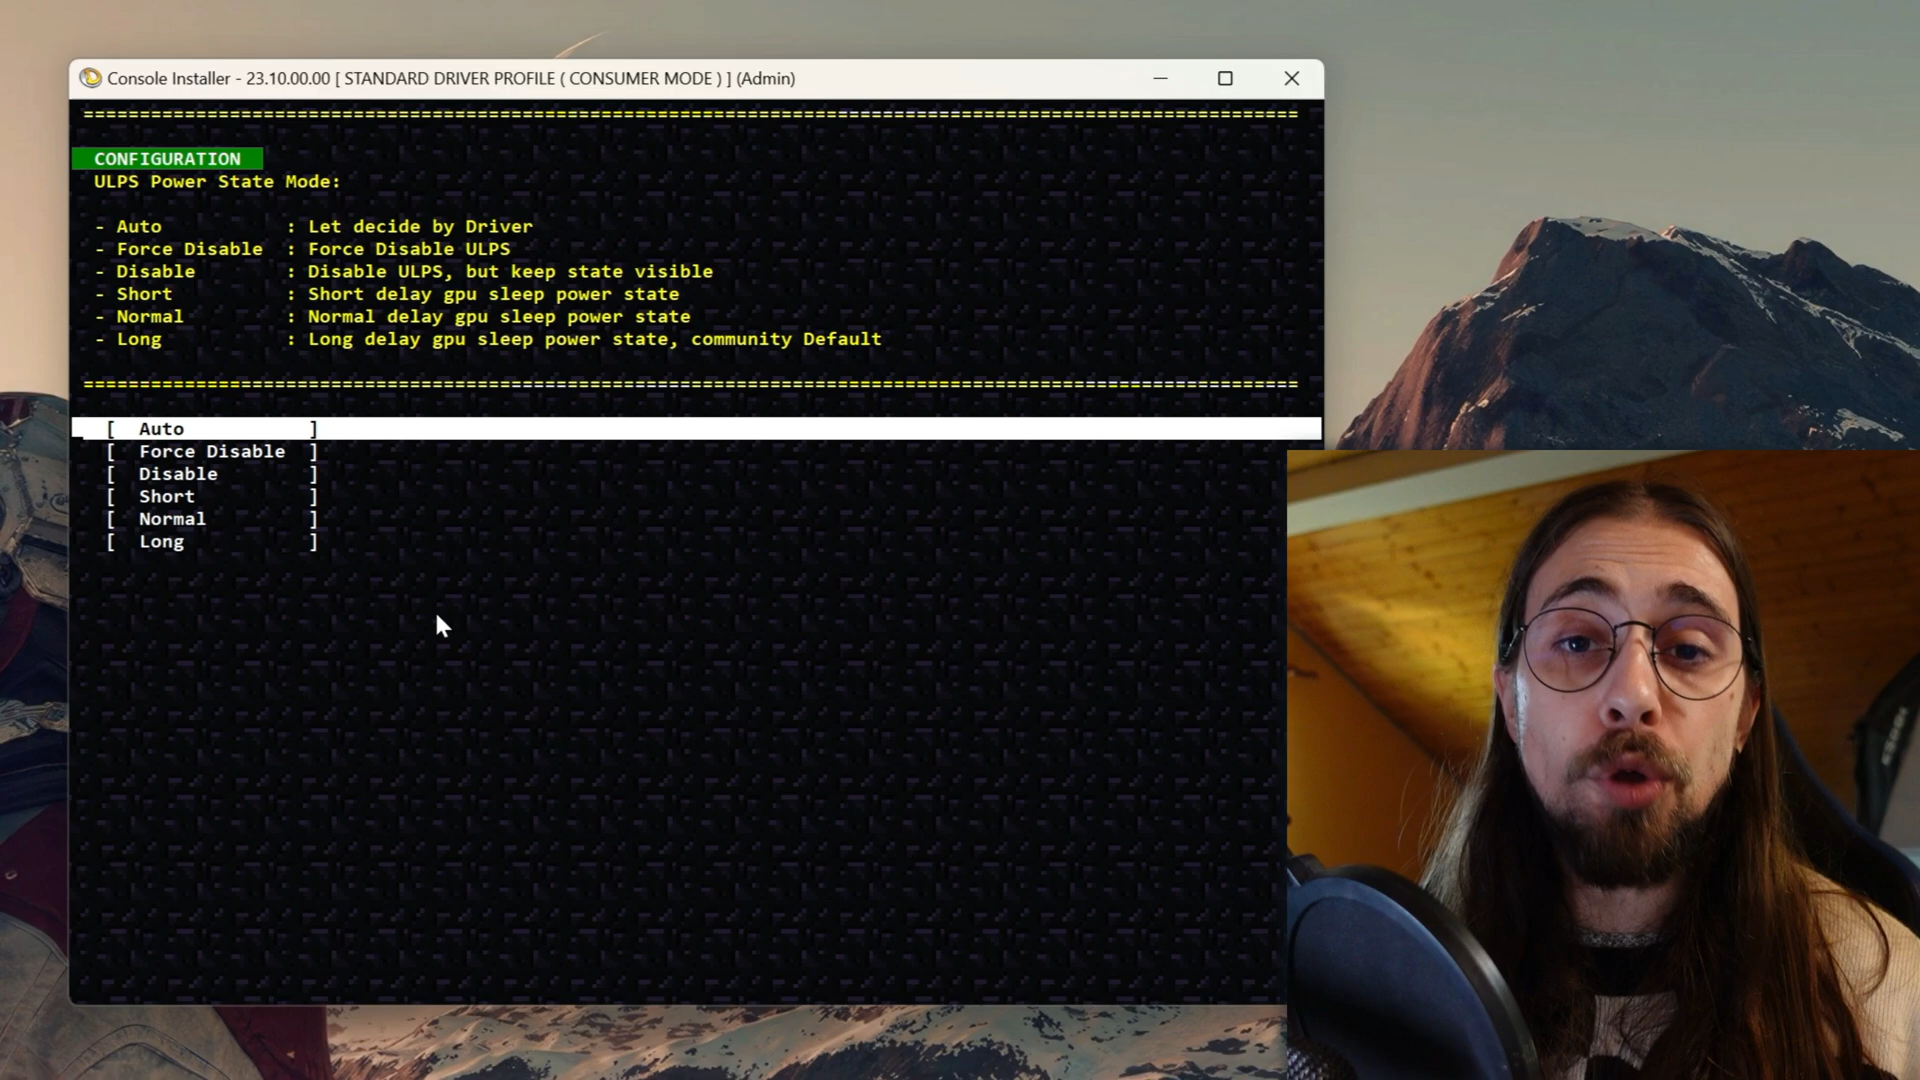 Console Installer - 23.10.00.00 [ STANDARD DRIVER PROFILE ( CONSUMER MODE ) ] (Admin)
================================================================================
CONFIGURATION
ULPS Power State Mode:
- Auto : Let decide by Driver
- Force Disable : Force Disable ULPS
- Disable : Disable ULPS, but keep state visible
- Short : Short delay gpu sleep power state
- Normal : Normal delay gpu sleep power state
- Long : Long delay gpu sleep power state, community Default
================================================================================
[ Auto ]
[ Force Disable ]
[ Disable ]
[ Short ]
[ Normal ]
[ Long ]